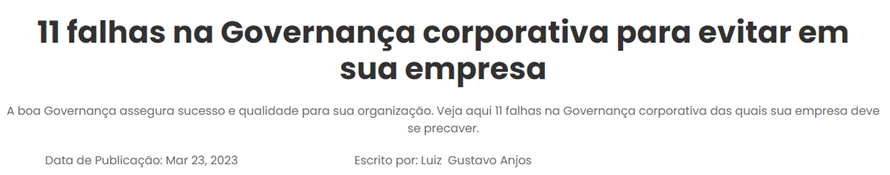 11 falhas na Governança corporativa para evitar em
sua empresa
A boa Governança assegura sucesso e qualidade para sua organização. Veja aqui 11 falhas na Governança corporativa das quais sua empresa deve
se precaver.
Data de Publicação: Mar 23, 2023
Escrito por: Luiz Gustavo Anjos